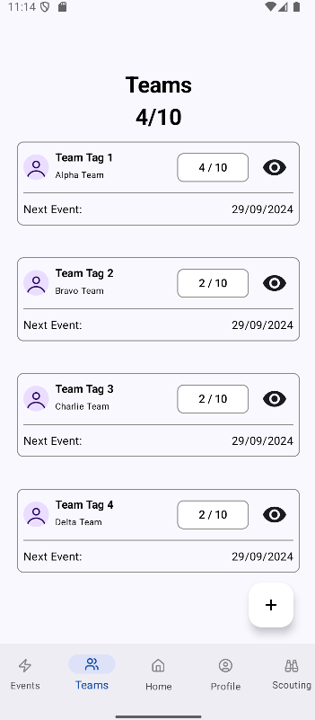 11:14
Teams
4/10
Team Tag 1
Alpha Team
4 / 10
Next Event: 29/09/2024
Team Tag 2
Bravo Team
2 / 10
Next Event: 29/09/2024
Team Tag 3
Charlie Team
2 / 10
Next Event: 29/09/2024
Team Tag 4
Delta Team
2 / 10
Next Event: 29/09/2024
+
Events Teams Home Profile Scouting